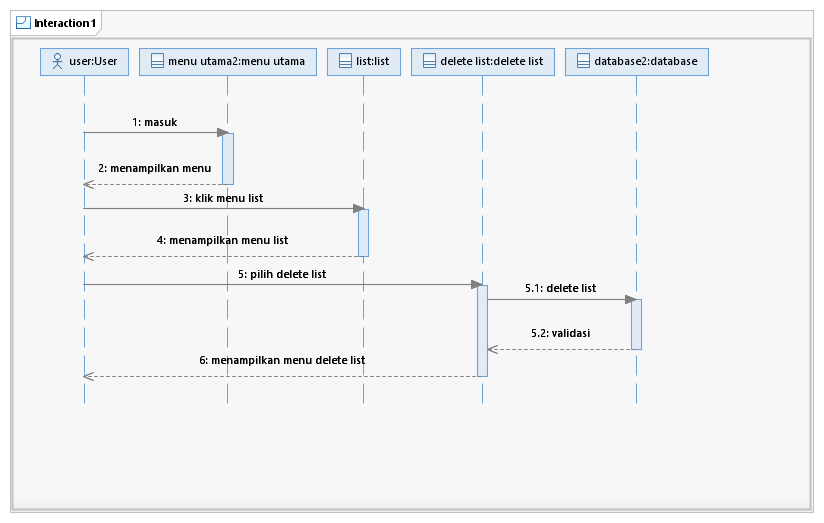 Interaction1
user:User
menu utama2:menu utama
list:list
delete list:delete list
database2:database
1: masuk
2: menampilkan menu
3: klik menu list
4: menampilkan menu list
5: pilih delete list
5.1: delete list
5.2: validasi
6: menampilkan menu delete list